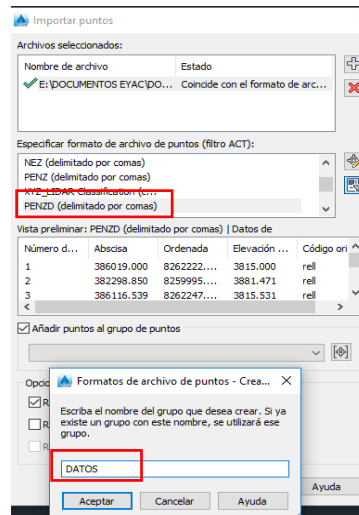 Importar puntos
Archivos seleccionados:
Nombre de archivo Estado
E:\DOCUMENTOS EYAC\DO... Coincide con el formato de arc...
Especificar formato de archivo de puntos (filtro ACT):
NEZ (delimitado por comas)
PENZ (delimitado por comas)
XYZ_LIDAR Classification (c...
PENZD (delimitado por comas)
Vista preliminar: PENZD (delimitado por comas) | Datos de
Número d... Abscisa Ordenada Elevación ... Código ori
1 386019.000 8262222.... 3815.000 rell
2 382298.850 8259995.... 3881.471 rell
3 386116.539 8262247.... 3815.531 rell
Añadir puntos al grupo de puntos
Opcio
Formatos de archivo de puntos - Crea...
R
Escriba el nombre del grupo que desea crear. Si ya
R
existe un grupo con este nombre, se utilizará ese
R
grupo.
DATOS
Aceptar Cancelar Ayuda
Ayuda